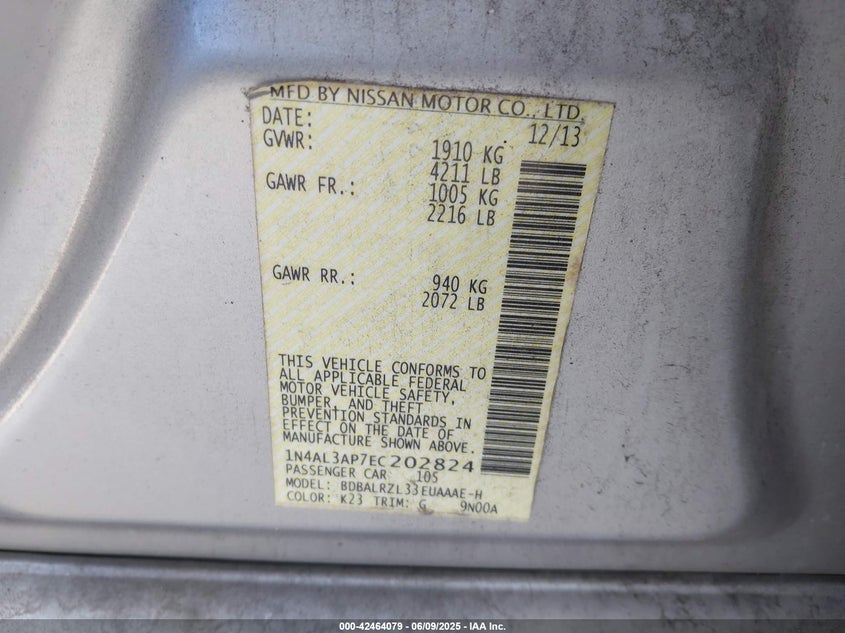 MFD BY NISSAN MOTOR CO., LTD.
DATE: 12/13
GVWR: 1910 KG
4211 LB
GAWR FR.: 1005 KG
2216 LB
GAWR RR.: 940 KG
2072 LB
THIS VEHICLE CONFORMS TO
ALL APPLICABLE FEDERAL
MOTOR VEHICLE SAFETY,
BUMPER, AND THEFT
PREVENTION STANDARDS IN
EFFECT ON THE DATE OF
MANUFACTURE SHOWN ABOVE.
1N4AL3AP7EC202824
PASSENGER CAR 105
MODEL: BDBALRZL33EUAAAE-H
COLOR: K23 TRIM: G 9N00A
000-42464079 - 06/09/2025 - IAA Inc.